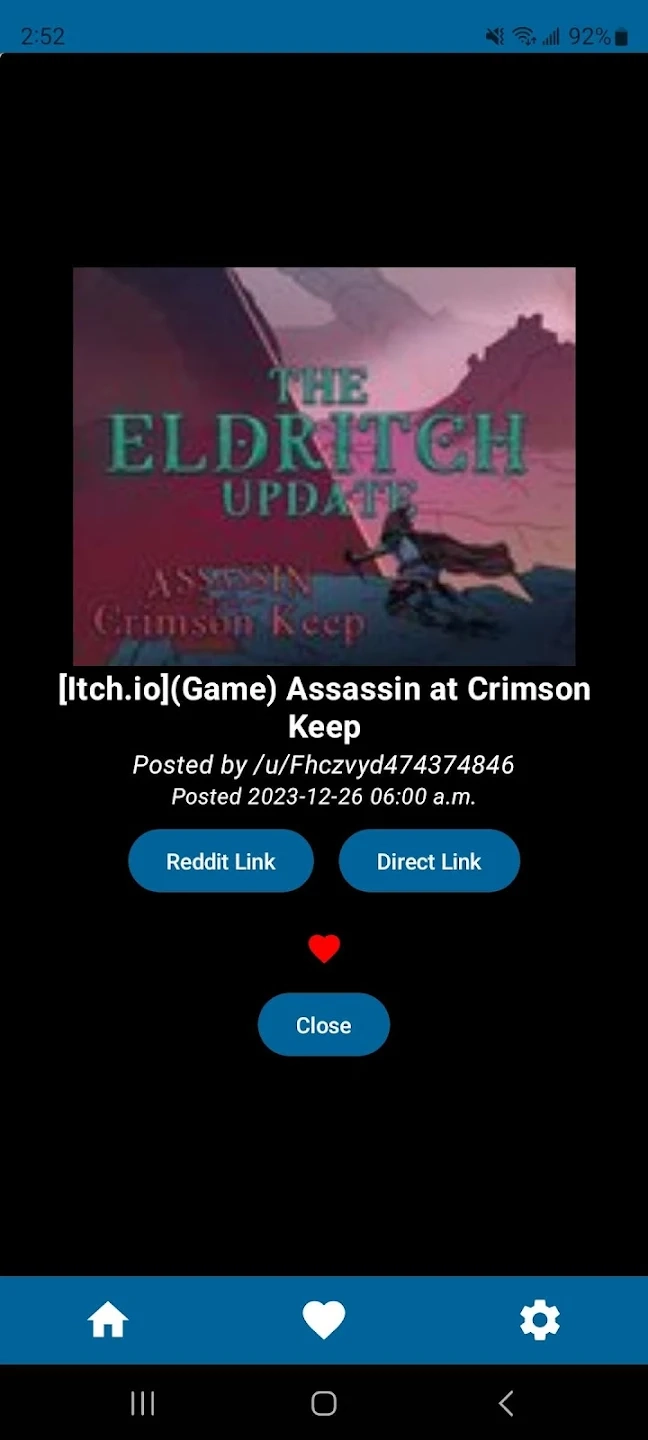 2:52
92%
THE
ELDRITCH
UPDATE
ASSASSIN
Crimson Keep
[Itch.io](Game) Assassin at Crimson
Keep
Posted by /u/Fhczvyd474374846
Posted 2023-12-26 06:00 a.m.
Reddit Link Direct Link
Close